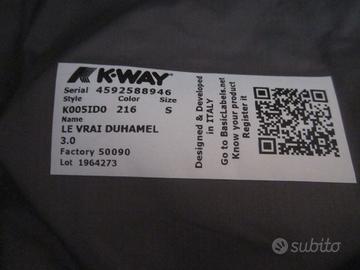 K-WAY
Serial 4592588946
Style Color Size
K005ID0 216 S
Name
LE VRAI DUHAMEL
3.0
Factory 50090
Lot 1964273
Designed & Developed
in ITALY
Go to BasicLabels.net
Know your product
Register it
subito